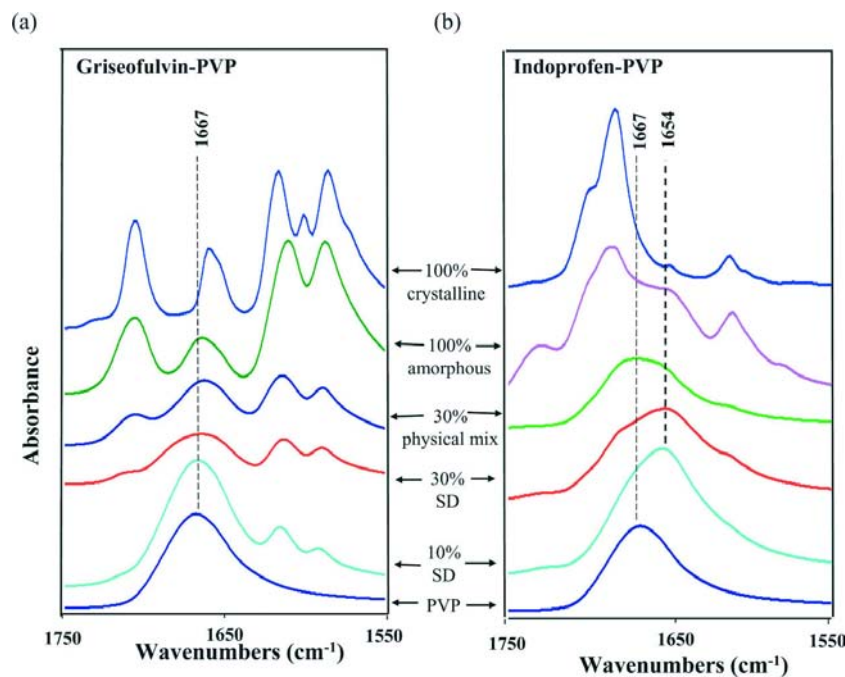 (a)
(b)
Griseofulvin-PVP
Indoprofen-PVP
1667
1667
1654
100%
crystalline
100%
amorphous
30%
physical mix
30%
SD
10%
SD
PVP
Absorbance
1750
1650
1550
1750
1650
1550
Wavenumbers (cm-1)
Wavenumbers (cm-1)